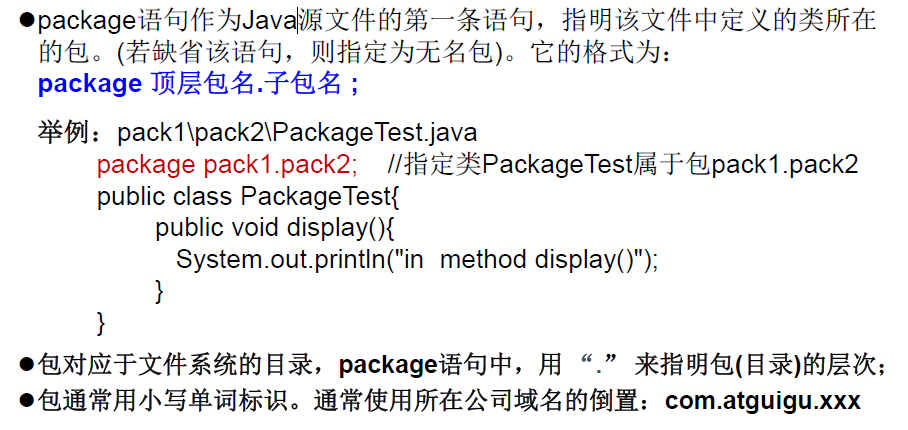 ●package语句作为Java源文件的第一条语句，指明该文件中定义的类所在
的包。(若缺省该语句，则指定为无名包)。它的格式为：
package 顶层包名.子包名 ;
举例：pack1\pack2\PackageTest.java
package pack1.pack2; //指定类PackageTest属于包pack1.pack2
public class PackageTest{
public void display(){
System.out.println("in method display()");
}
}
●包对应于文件系统的目录，package语句中，用 “.” 来指明包(目录)的层次；
●包通常用小写单词标识。通常使用所在公司域名的倒置：com.atguigu.xxx